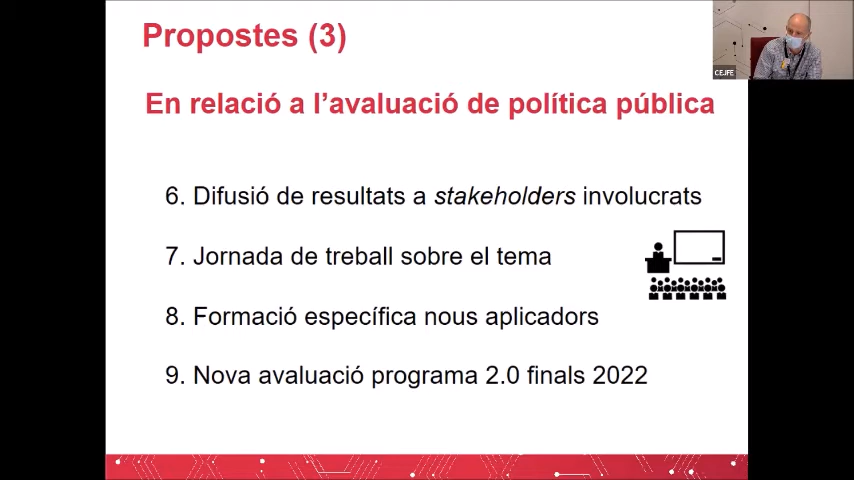 Propostes (3)
CEJFE
En relació a l’avaluació de política pública
6. Difusió de resultats a stakeholders involucrats
7. Jornada de treball sobre el tema
8. Formació específica nous aplicadors
9. Nova avaluació programa 2.0 finals 2022